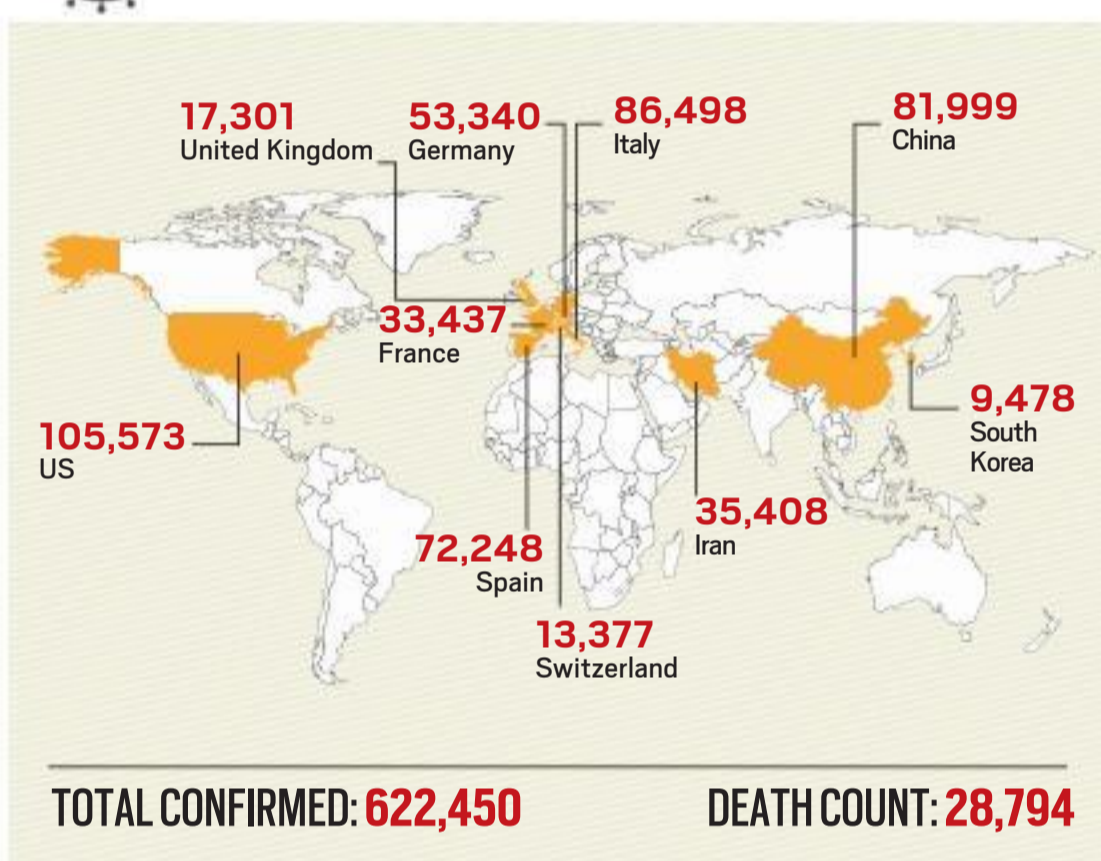 17,301
United Kingdom
53,340
Germany
86,498
Italy
81,999
China
33,437
France
105,573
US
9,478
South
Korea
35,408
Iran
72,248
Spain
13,377
Switzerland
TOTAL CONFIRMED: 622,450
DEATH COUNT: 28,794